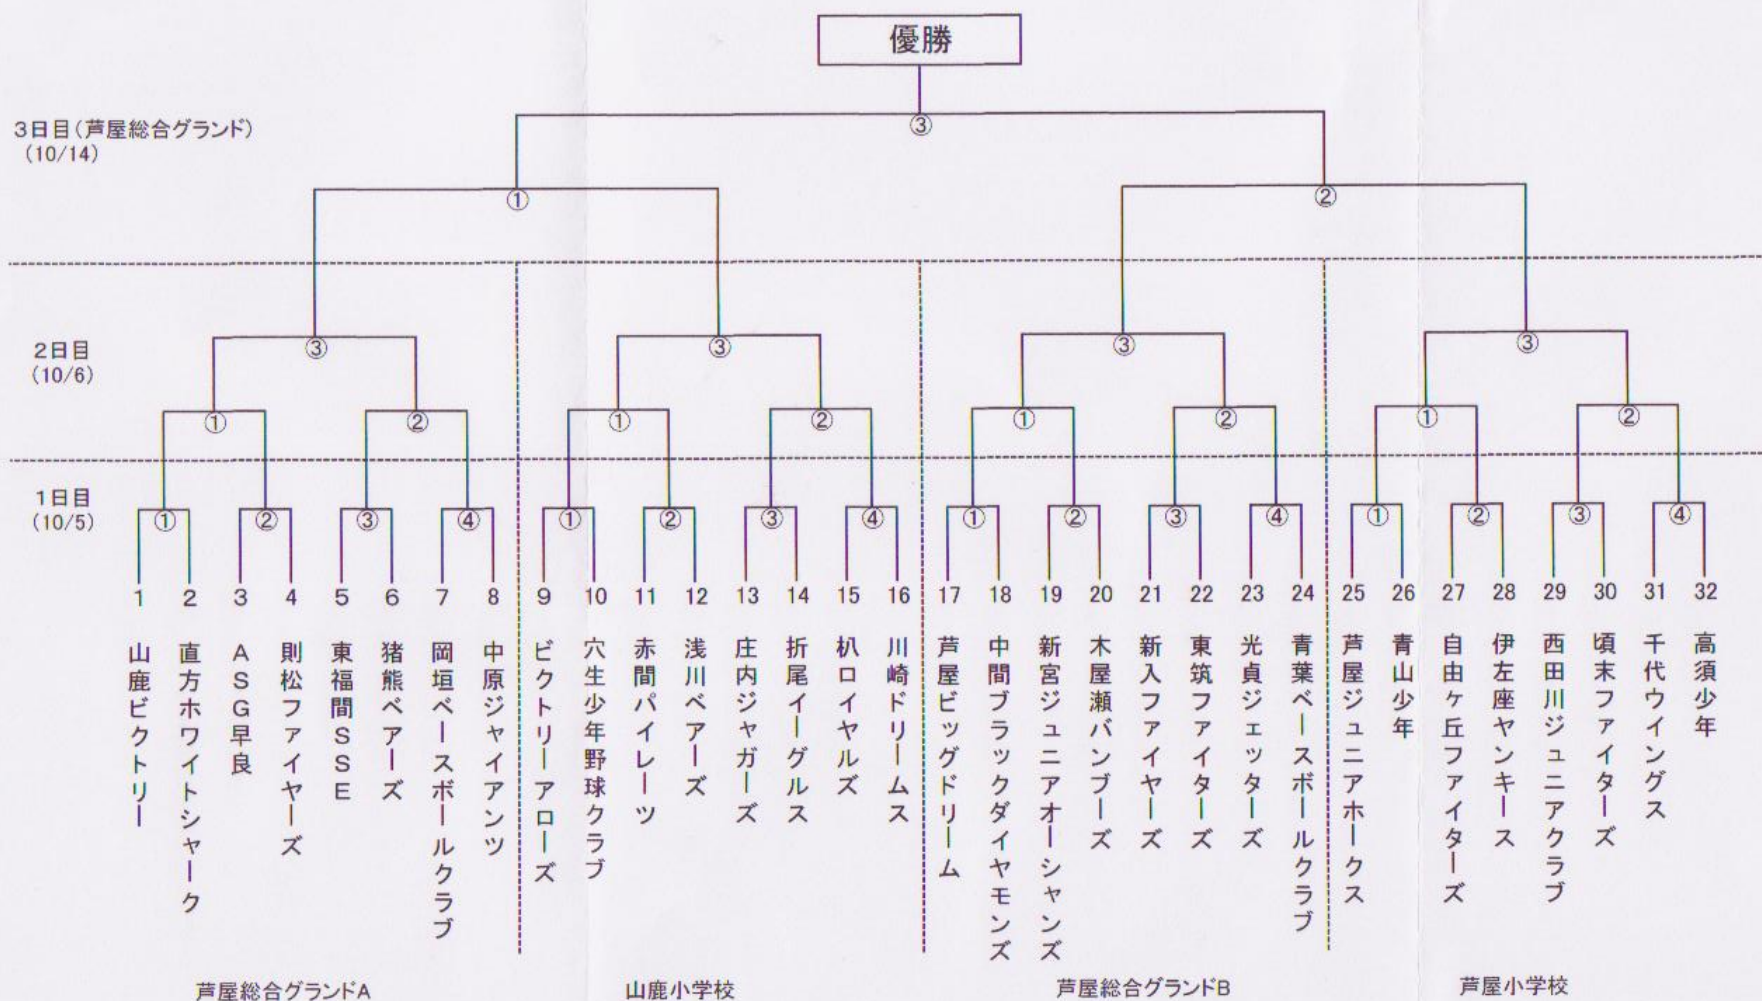 優勝
3日目(芦屋総合グランド)
(10/14)
③
①
②
2日目
(10/6)
③
③
③
③
①
②
①
②
①
②
①
②
1日目
(10/5)
①
②
③
④
①
②
③
④
①
②
③
④
①
②
③
④
1
2
3
4
5
6
7
8
9
10
11
12
13
14
15
16
17
18
19
20
21
22
23
24
25
26
27
28
29
30
31
32
山鹿ビクトリー
直方ホワイトシャーク
ASG早良
則松ファイヤーズ
東福間SSE
猪熊ベアーズ
岡垣ベースボールクラブ
中原ジャイアンツ
ビクトリーアローズ
穴生少年野球クラブ
赤間パイレーツ
浅川ベアーズ
庄内ジャガーズ
折尾イーグルス
朳ロイヤルズ
川崎ドリームス
芦屋ビッグドリーム
中間ブラックダイヤモンズ
新宮ジュニアオーシャンズ
木屋瀬バンブーズ
新入ファイヤーズ
東筑ファイターズ
光貞ジェッターズ
青葉ベースボールクラブ
芦屋ジュニアホークス
青山少年
自由ヶ丘ファイターズ
伊左座ヤンキース
西田川ジュニアクラブ
頃末ファイターズ
千代ウイングス
高須少年
芦屋総合グランドA
山鹿小学校
芦屋総合グランドB
芦屋小学校